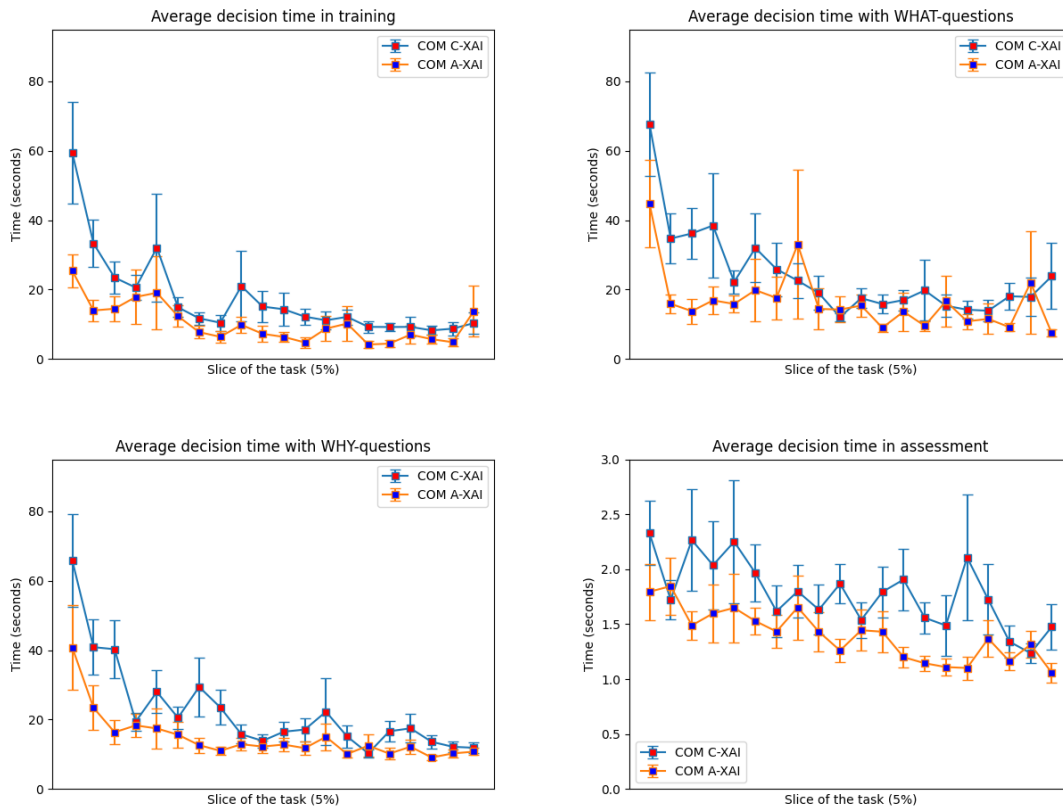 Average decision time in training
COM C-XAI
COM A-XAI
80
60
40
20
0
Time (seconds)
Slice of the task (5%)
Average decision time with WHAT-questions
COM C-XAI
COM A-XAI
80
60
40
20
0
Time (seconds)
Slice of the task (5%)
Average decision time with WHY-questions
COM C-XAI
COM A-XAI
80
60
40
20
0
Time (seconds)
Slice of the task (5%)
Average decision time in assessment
3.0
2.5
2.0
1.5
1.0
0.5
0.0
Time (seconds)
COM C-XAI
COM A-XAI
Slice of the task (5%)